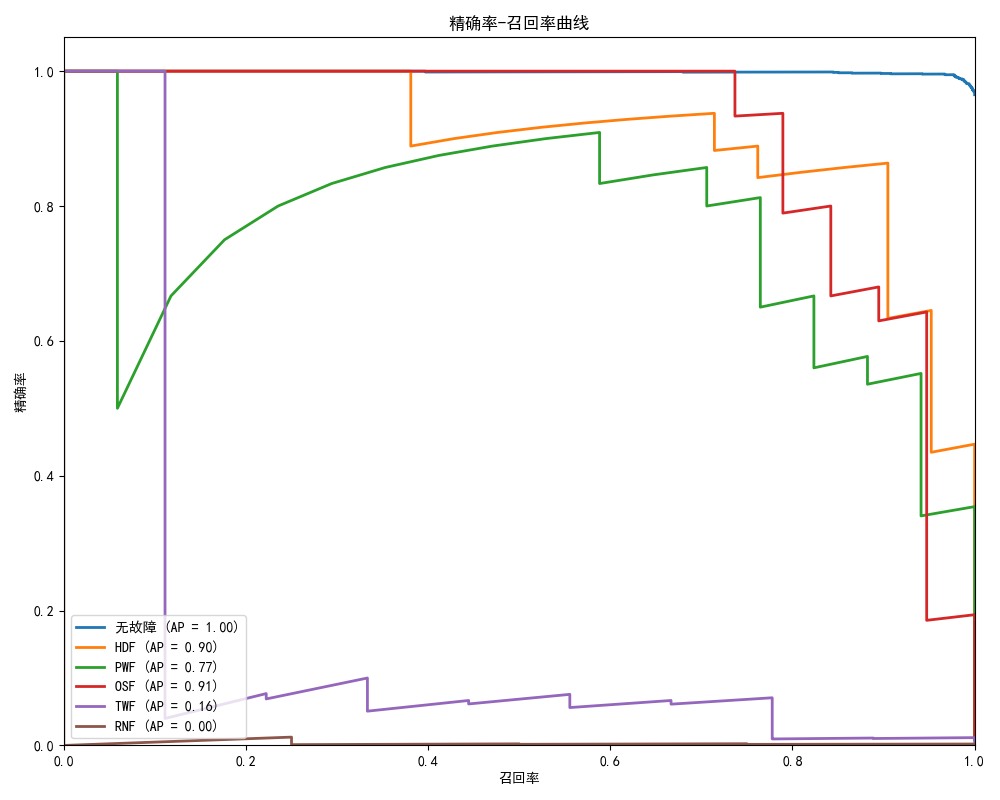 精确率-召回率曲线
精确率
1.0
0.8
0.6
0.4
0.2
0.0
无故障 (AP = 1.00)
HDF (AP = 0.90)
PWF (AP = 0.77)
OSF (AP = 0.91)
TWF (AP = 0.16)
RNF (AP = 0.00)
0.0 0.2 0.4 0.6 0.8 1.0
召回率